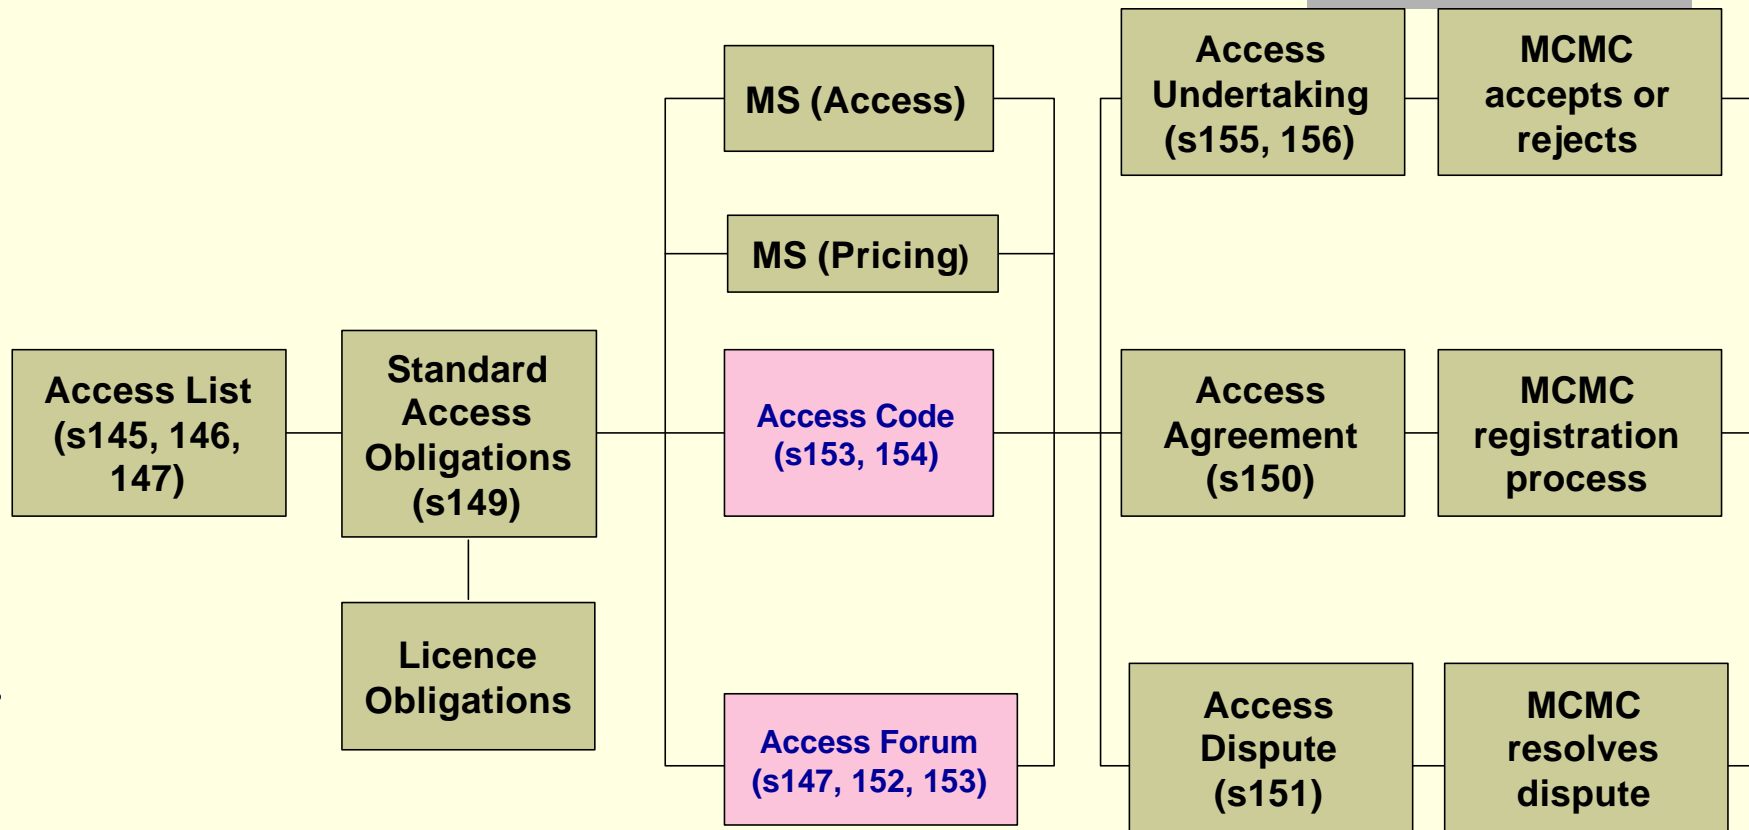 Access List
(s145, 146,
147)
Standard
Access
Obligations
(s149)
Licence
Obligations
MS (Access)
MS (Pricing)
Access Code
(s153, 154)
Access Forum
(s147, 152, 153)
Access
Undertaking
(s155, 156)
MCMC
accepts or
rejects
Access
Agreement
(s150)
MCMC
registration
process
Access
Dispute
(s151)
MCMC
resolves
dispute